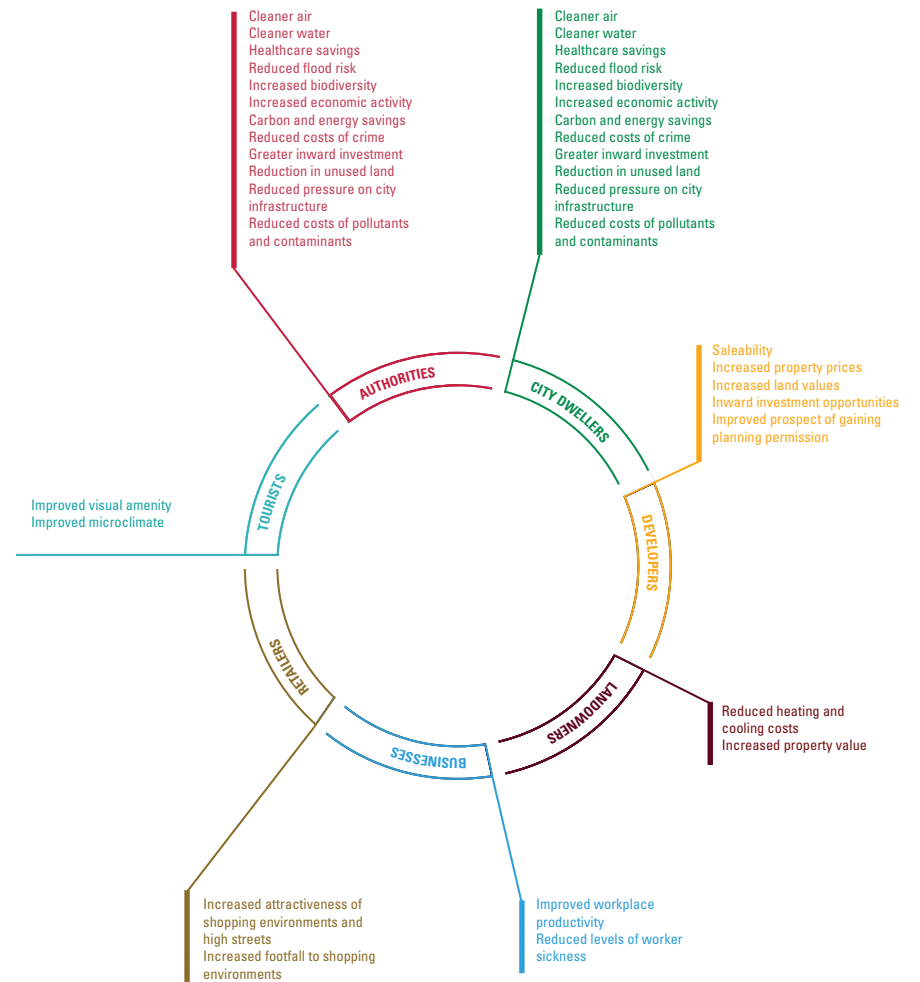 Cleaner air
Cleaner water
Healthcare savings
Reduced flood risk
Increased biodiversity
Increased economic activity
Carbon and energy savings
Reduced costs of crime
Greater inward investment
Reduction in unused land
Reduced pressure on city
infrastructure
Reduced costs of pollutants
and contaminants
Cleaner air
Cleaner water
Healthcare savings
Reduced flood risk
Increased biodiversity
Increased economic activity
Carbon and energy savings
Reduced costs of crime
Greater inward investment
Reduction in unused land
Reduced pressure on city
infrastructure
Reduced costs of pollutants
and contaminants
AUTHORITIES
CITY DWELLERS
Saleability
Increased property prices
Increased land values
Inward investment opportunities
Improved prospect of gaining
planning permission
TOURISTS
Improved visual amenity
Improved microclimate
DEVELOPERS
RETAILERS
LANDOWNERS
Reduced heating and
cooling costs
Increased property value
BUSINESSES
Increased attractiveness of
shopping environments and
high streets
Increased footfall to shopping
environments
Improved workplace
productivity
Reduced levels of worker
sickness